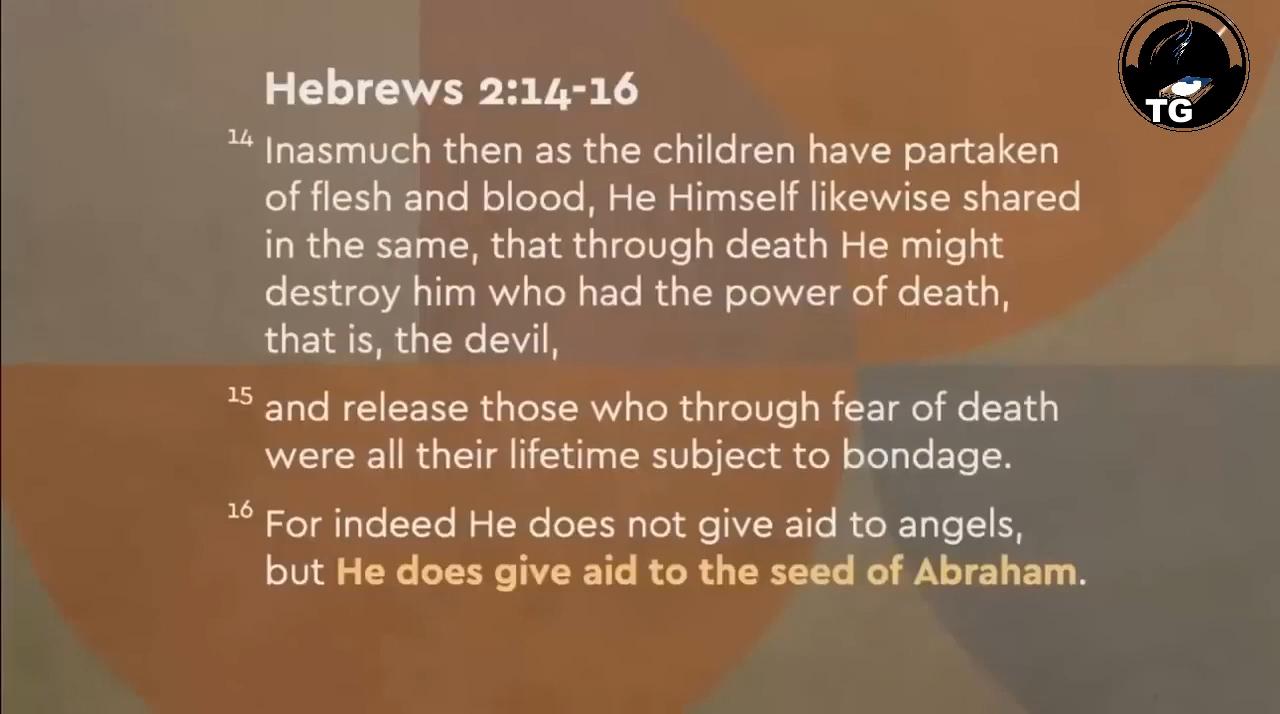 TG
Hebrews 2:14-16
14 Inasmuch then as the children have partaken
of flesh and blood, He Himself likewise shared
in the same, that through death He might
destroy him who had the power of death,
that is, the devil,
15 and release those who through fear of death
were all their lifetime subject to bondage.
16 For indeed He does not give aid to angels,
but He does give aid to the seed of Abraham.